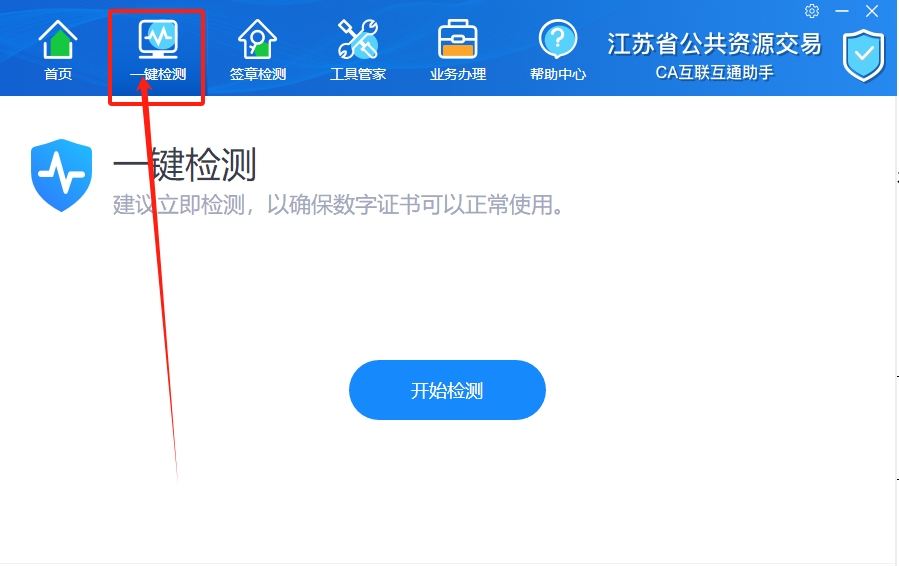 首页
一键检测
签章检测
工具管家
业务办理
帮助中心
江苏省公共资源交易
CA互联互通助手
一键检测
建议立即检测，以确保数字证书可以正常使用。
开始检测